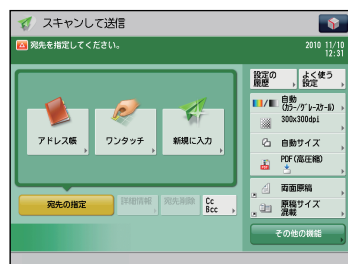 スキャンして送信
宛先を指定してください。
2010 11/10
12:31
アドレス帳
ワンタッチ
新規に入力
宛先の指定
詳細情報
宛先削除
Cc
Bcc
設定の
履歴
よく使う
設定
自動
(カラー/グレースケール)
300x300dpi
自動サイズ
PDF(高圧縮)
両面原稿
原稿サイズ
混載
その他の機能